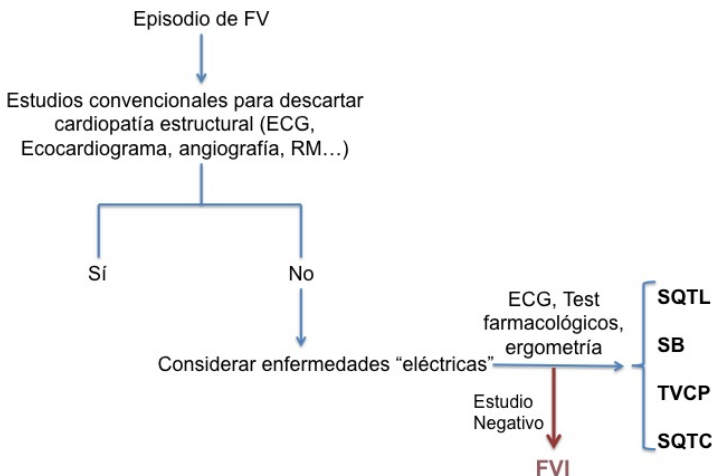 Episodio de FV
Estudios convencionales para descartar
cardiopatía estructural (ECG,
Ecocardiograma, angiografía, RM...)
Sí
No
Considerar enfermedades “eléctricas”
ECG, Test
farmacológicos,
ergometría
Estudio
Negativo
FVI
SQTL
SB
TVCP
SQTC